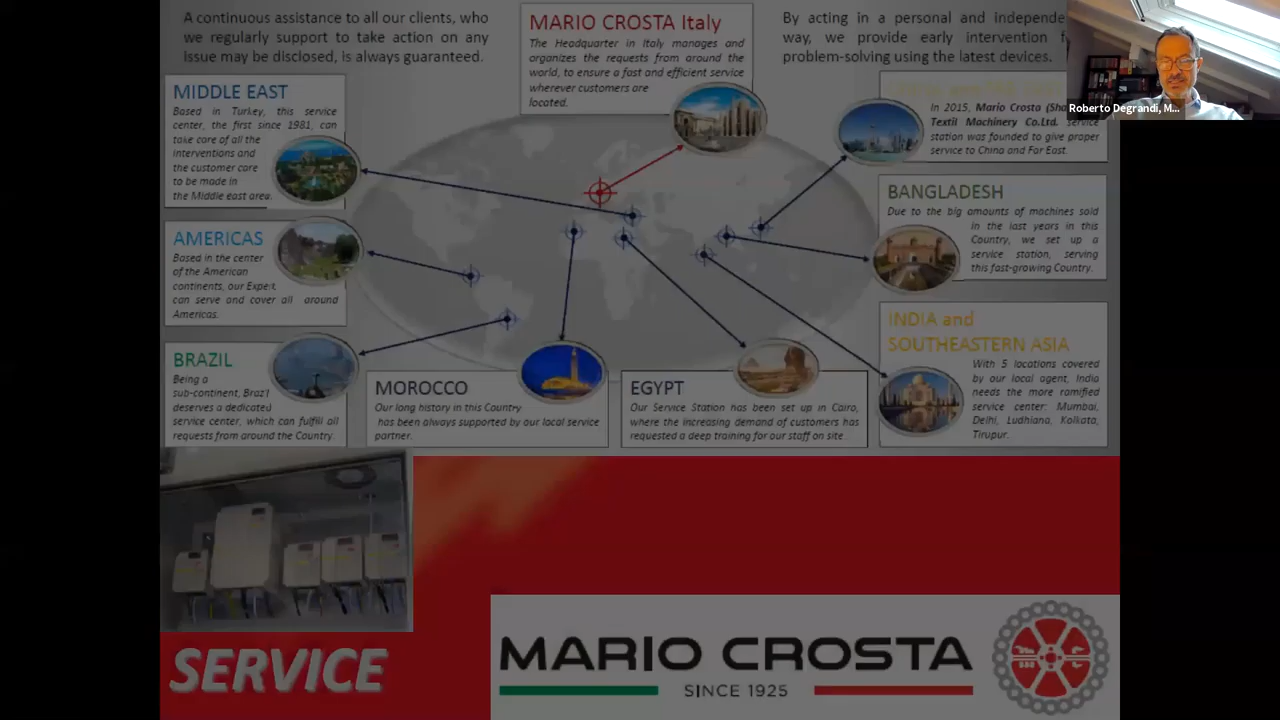 A continuous assistance to all our clients, who
we regularly support to take action on any
issue may be disclosed, is always guaranteed.
MARIO CROSTA Italy
The Headquarter in Italy manages and
organizes the requests from around the
world, to ensure a fast and efficient service
wherever customers are
located.
By acting in a personal and independe
way, we provide early intervention f
problem-solving using the latest devices.
Roberto Degrandi, M...
MIDDLE EAST
Based in Turkey, this service
center, the first since 1981, can
take care of all the
interventions and
the customer care
to be made in
the Middle east area.
In 2015, Mario Crosta (Sha
Textil Machinery Co.Ltd. service
station was founded to give proper
service to China and Far East.
AMERICAS
Based in the center
of the American
continents, our Expert
can serve and cover all around
Americas.
BANGLADESH
Due to the big amounts of machines sold
in the last years in this
Country, we set up a
service station, serving
this fast-growing Country.
BRAZIL
Being a
sub-continent, Brazil
deserves a dedicated
service center, which can fulfill all
requests from around the Country.
MOROCCO
Our long history in this Country
has been always supported by our local service
partner.
EGYPT
Our Service Station has been set up in Cairo,
where the increasing demand of customers has
requested a deep training for our staff on site.
INDIA and
SOUTHEASTERN ASIA
With 5 locations covered
by our local agent, India
needs the more ramified
service center: Mumbai,
Delhi, Ludhiana, Kolkata,
Tirupur.
SERVICE
MARIO CROSTA
SINCE 1925